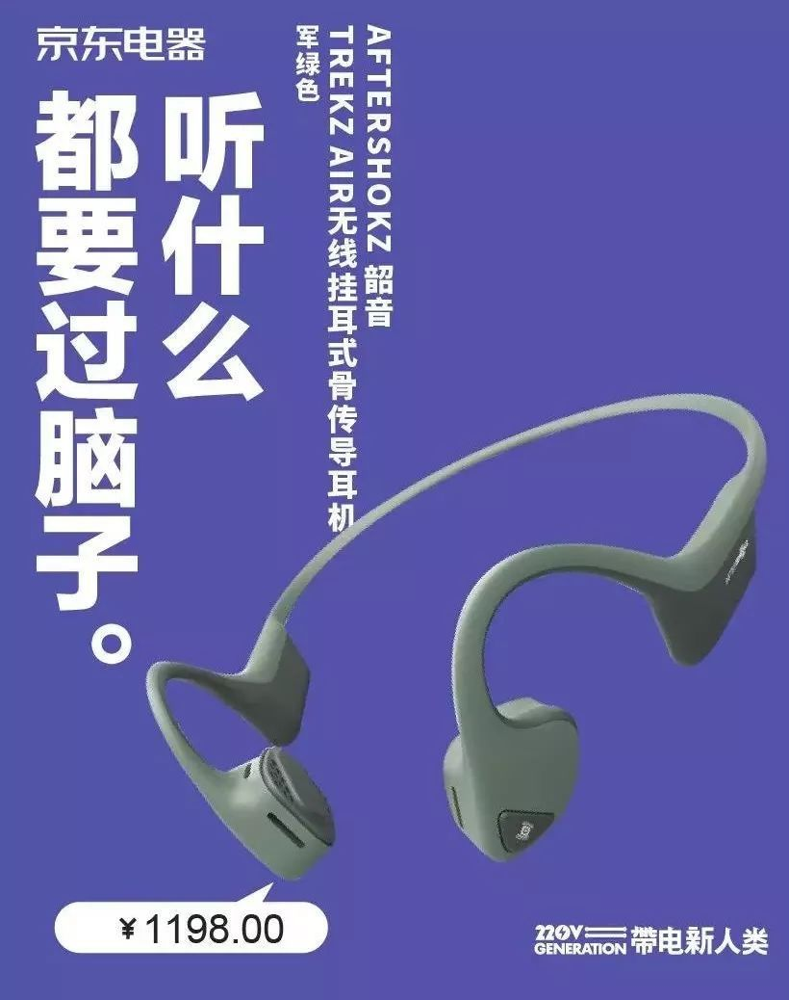 京东电器
听什么
都要过脑子。
AFTERSHOKZ 韶音
TREKZ AIR无线挂耳式骨传导耳机
军绿色
¥1198.00
220V
GENERATION
帶电新人类